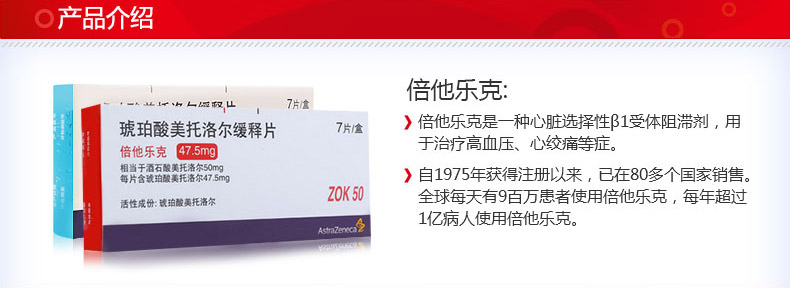 产品介绍
倍他乐克:
倍他乐克是一种心脏选择性β1受体阻滞剂，用
于治疗高血压、心绞痛等症。
自1975年获得注册以来，已在80多个国家销售。
全球每天有9百万患者使用倍他乐克，每年超过
1亿病人使用倍他乐克。
7片/盒
琥珀酸美托洛尔缓释片
7片/盒
倍他乐克 47.5mg
相当于酒石酸美托洛尔50mg
每片含琥珀酸美托洛尔47.5mg
ZOK 50
活性成份: 琥珀酸美托洛尔
AstraZeneca